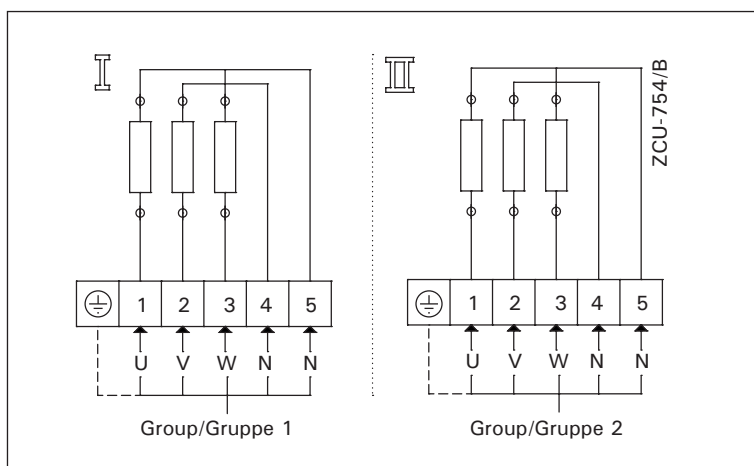 I
II
ZCU-754/B
1 2 3 4 5
U V W N N
Group/Gruppe 1
1 2 3 4 5
U V W N N
Group/Gruppe 2